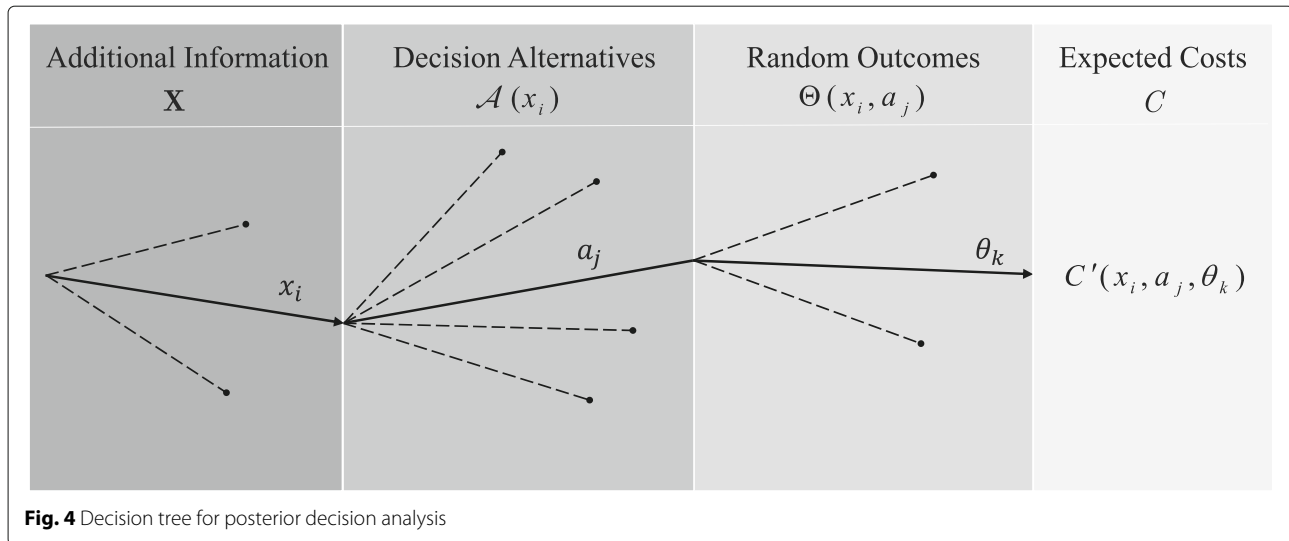 Additional Information Decision Alternatives Random Outcomes Expected Costs
X 𝒜(x_i) Θ(x_i, a_j) C
a_j
θ_k
x_i
C′(x_i, a_j, θ_k)
Fig. 4 Decision tree for posterior decision analysis